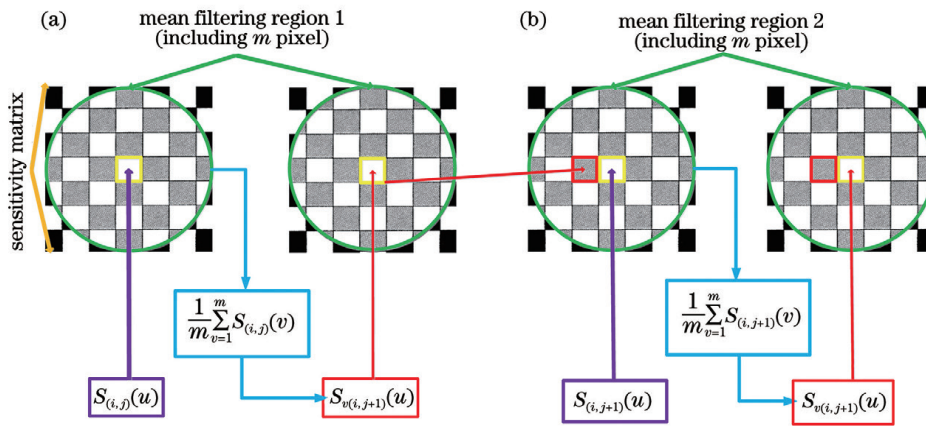 (a)
mean filtering region 1
(including m pixel)
(b)
mean filtering region 2
(including m pixel)
sensitivity matrix
1/m ∑_{v=1}^{m} S_{(i,j)}(v)
1/m ∑_{v=1}^{m} S_{(i,j+1)}(v)
S_{(i,j)}(u)
S_{v(i,j+1)}(u)
S_{(i,j+1)}(u)
S_{v(i,j+1)}(u)